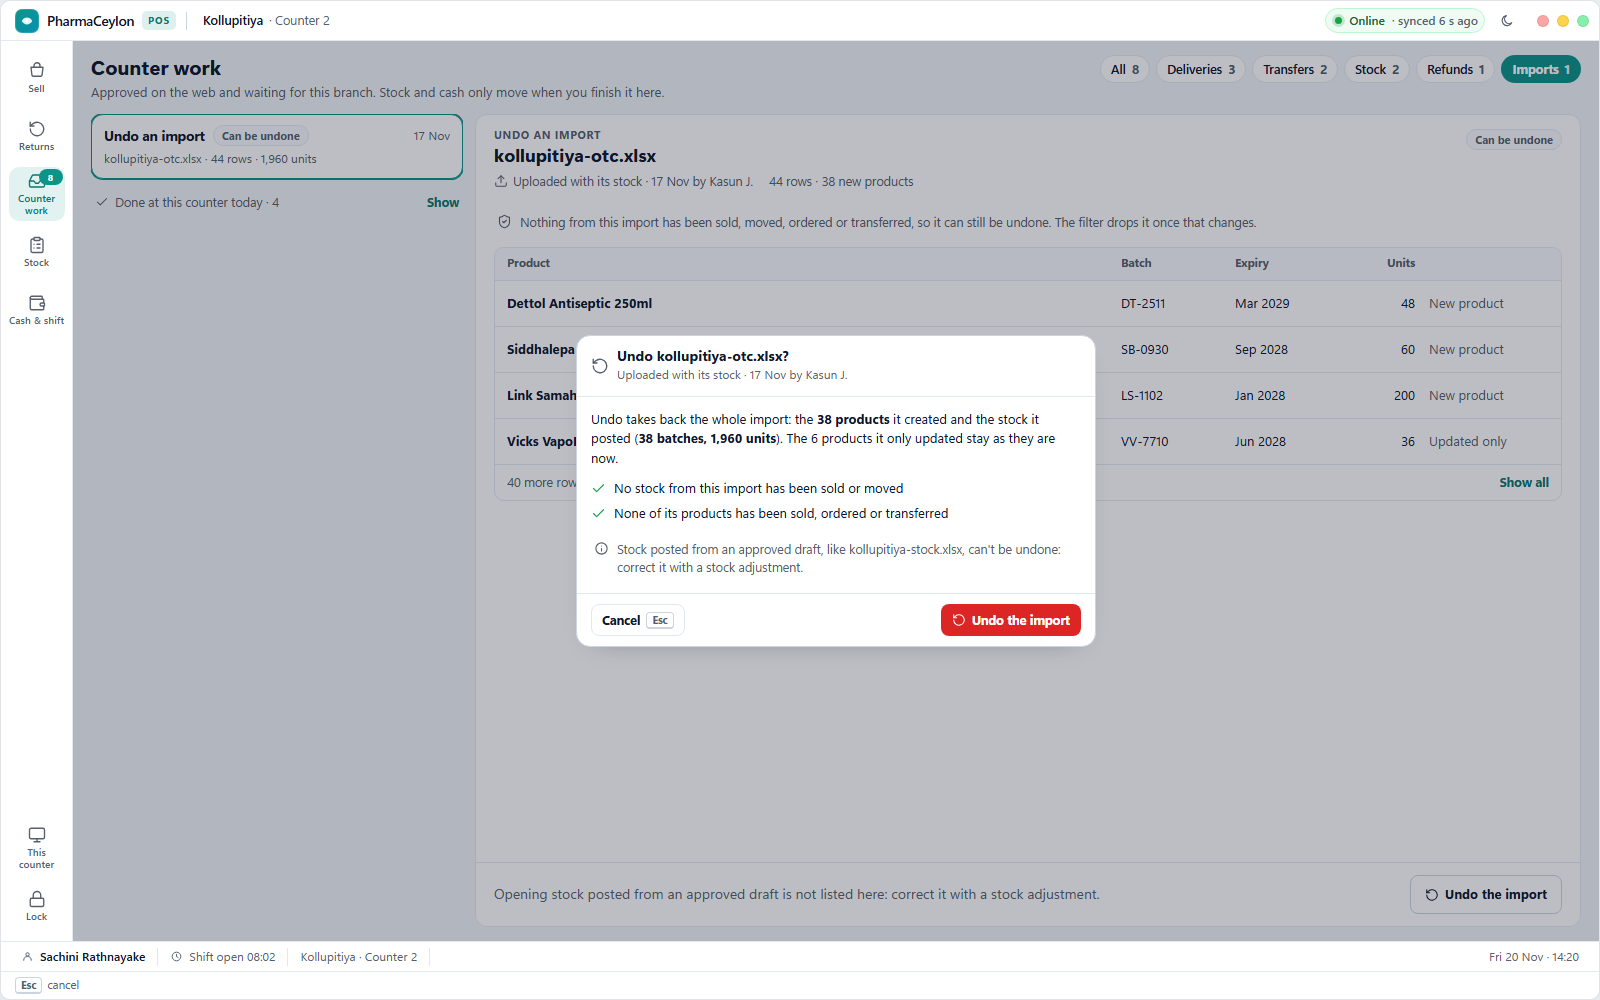 PharmaCeylon POS Kollupitiya · Counter 2
Online · synced 6 s ago
Sell
Returns
8
Counter work
Stock
Cash & shift
This counter
Lock
Counter work
Approved on the web and waiting for this branch. Stock and cash only move when you finish it here.
All 8 Deliveries 3 Transfers 2 Stock 2 Refunds 1 Imports 1
Undo an import Can be undone 17 Nov
kollupitiya-otc.xlsx · 44 rows · 1,960 units
Done at this counter today · 4 Show
UNDO AN IMPORT
kollupitiya-otc.xlsx
Can be undone
Uploaded with its stock · 17 Nov by Kasun J. 44 rows · 38 new products
Nothing from this import has been sold, moved, ordered or transferred, so it can still be undone. The filter drops it once that changes.
Product Batch Expiry Units
Dettol Antiseptic 250ml DT-2511 Mar 2029 48 New product
Siddhalepa SB-0930 Sep 2028 60 New product
Link Samah LS-1102 Jan 2028 200 New product
Vicks VV-7710 Jun 2028 36 Updated only
40 more Show all
Undo kollupitiya-otc.xlsx?
Uploaded with its stock · 17 Nov by Kasun J.
Undo takes back the whole import: the 38 products it created and the stock it
posted (38 batches, 1,960 units). The 6 products it only updated stay as they are
now.
No stock from this import has been sold or moved
None of its products has been sold, ordered or transferred
Stock posted from an approved draft, like kollupitiya-stock.xlsx, can't be undone:
correct it with a stock adjustment.
Cancel Esc Undo the import
Opening stock posted from an approved draft is not listed here: correct it with a stock adjustment.
Undo the import
Sachini Rathnayake Shift open 08:02 Kollupitiya · Counter 2 Fri 20 Nov · 14:20
Esc cancel